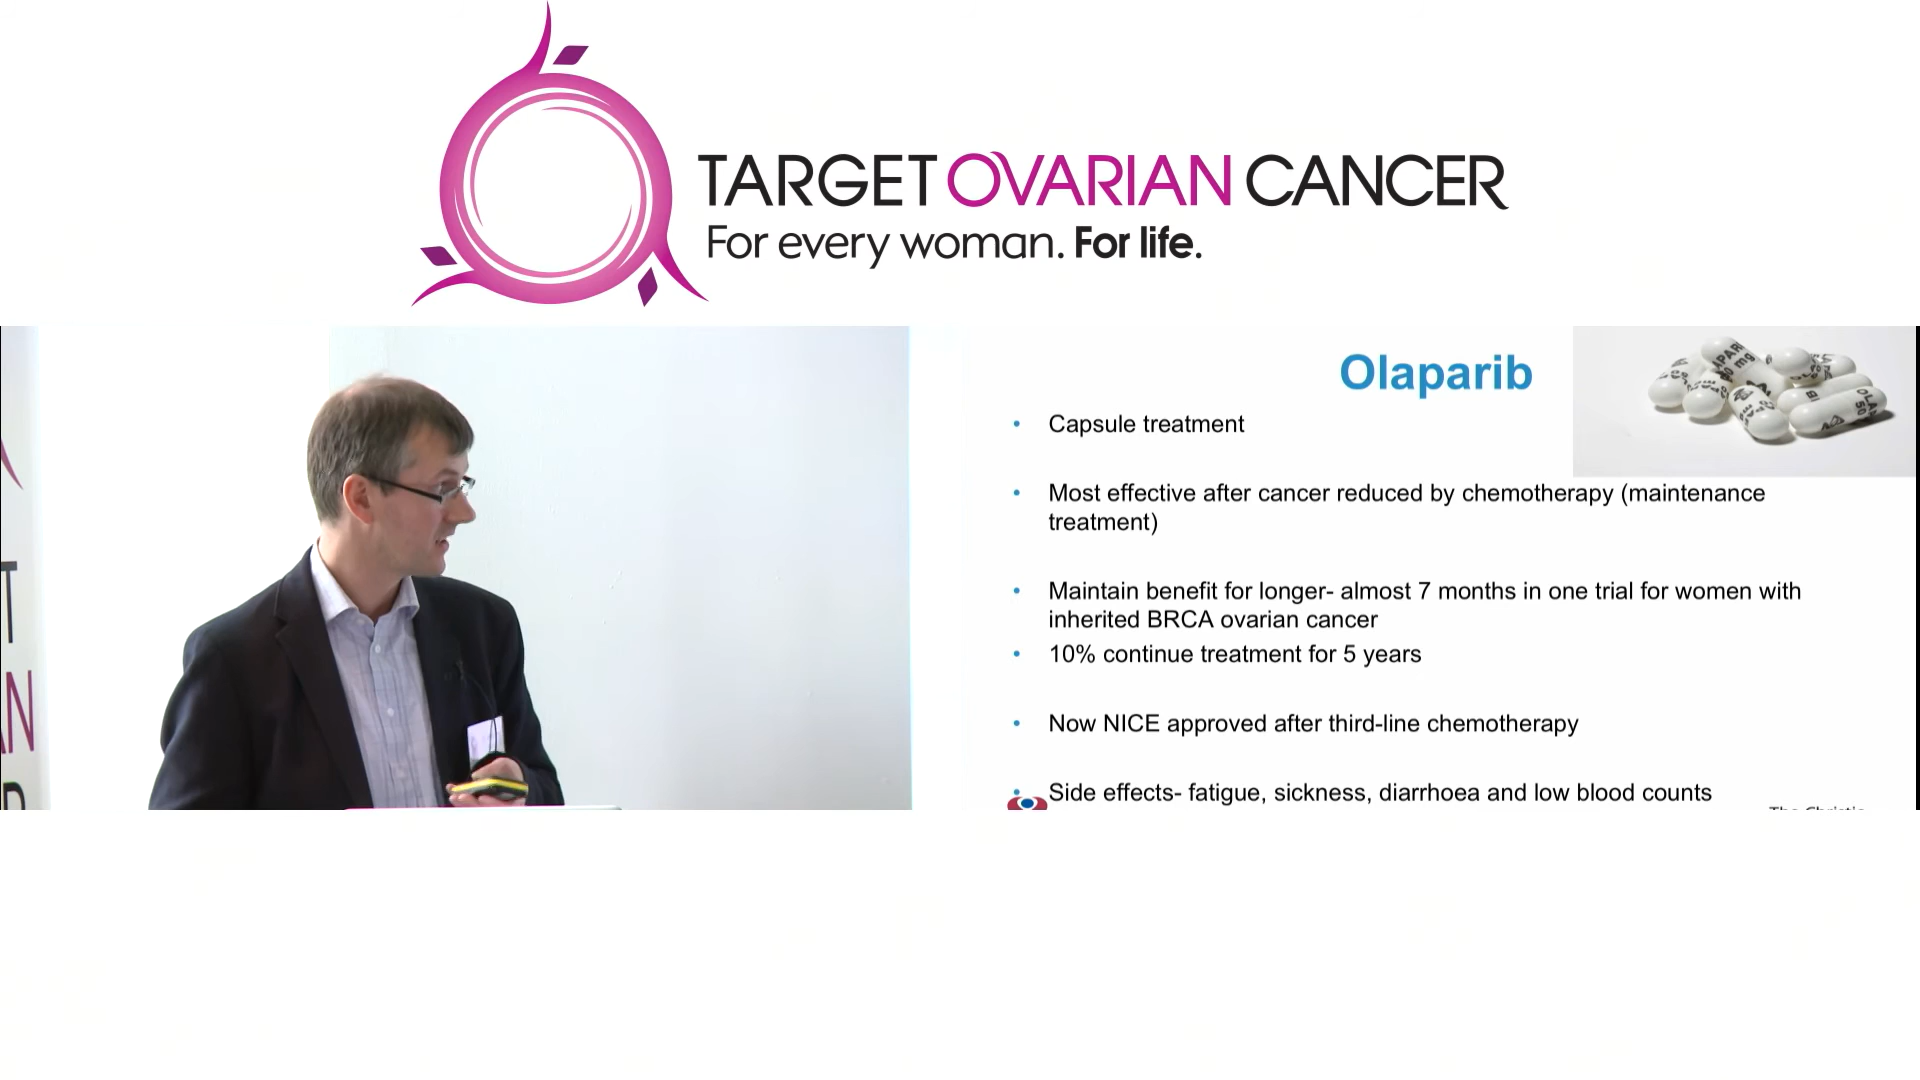 TARGET OVARIAN CANCER
For every woman. For life.
Olaparib
• Capsule treatment
• Most effective after cancer reduced by chemotherapy (maintenance
treatment)
• Maintain benefit for longer- almost 7 months in one trial for women with
inherited BRCA ovarian cancer
• 10% continue treatment for 5 years
• Now NICE approved after third-line chemotherapy
• Side effects- fatigue, sickness, diarrhoea and low blood counts